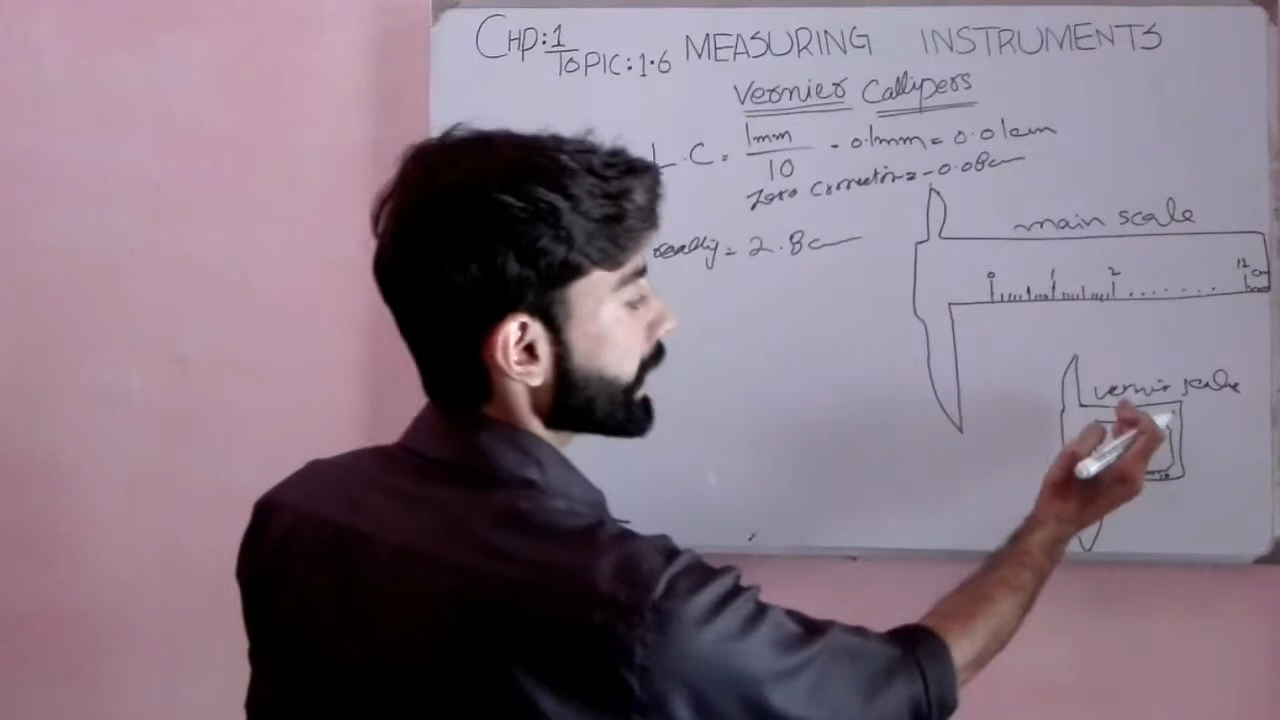 CHP:1
TOPIC:1.6 MEASURING INSTRUMENTS
Vernier Callipers
L.C = 1mm
10
= 0.1mm = 0.01cm
Zero Correction = -0.08cm
= 2.8cm
main scale
0 1 2 12 cm
scale